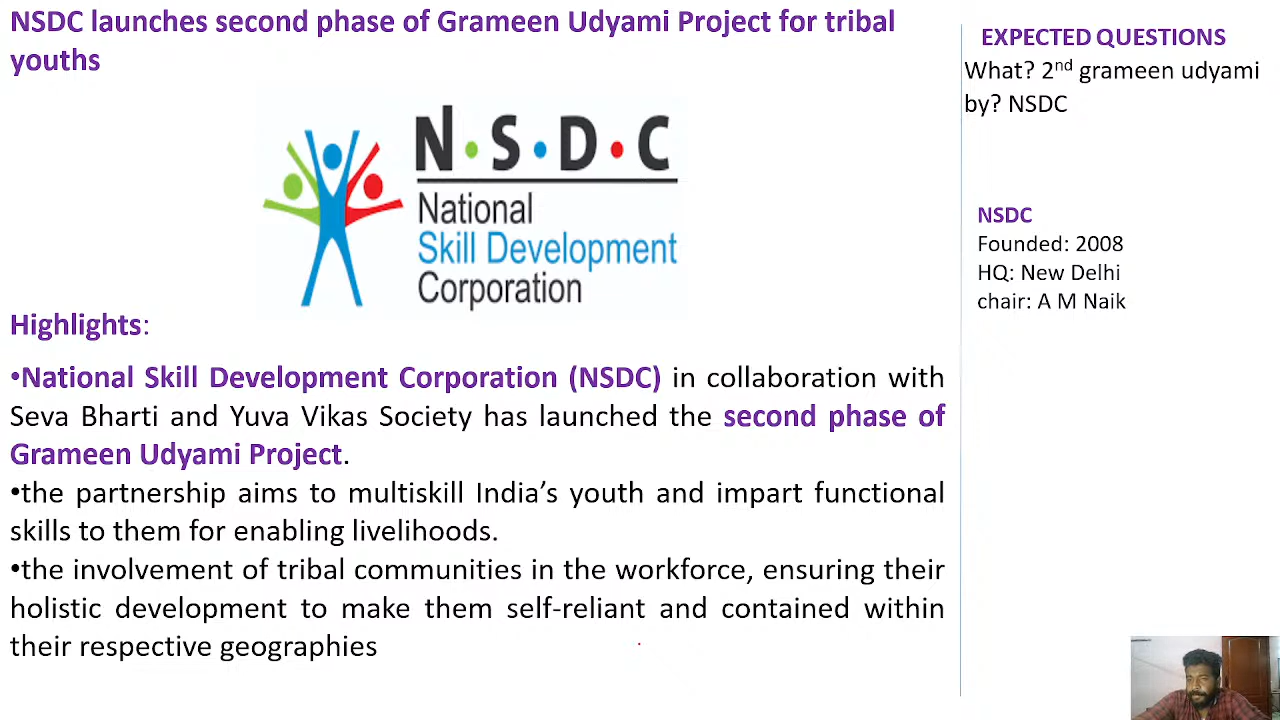 NSDC launches second phase of Grameen Udyami Project for tribal
youths
N•S•D•C
National
Skill Development
Corporation
Highlights:
•National Skill Development Corporation (NSDC) in collaboration with
Seva Bharti and Yuva Vikas Society has launched the second phase of
Grameen Udyami Project.
•the partnership aims to multiskill India’s youth and impart functional
skills to them for enabling livelihoods.
•the involvement of tribal communities in the workforce, ensuring their
holistic development to make them self-reliant and contained within
their respective geographies
EXPECTED QUESTIONS
What? 2nd grameen udyami
by? NSDC
NSDC
Founded: 2008
HQ: New Delhi
chair: A M Naik